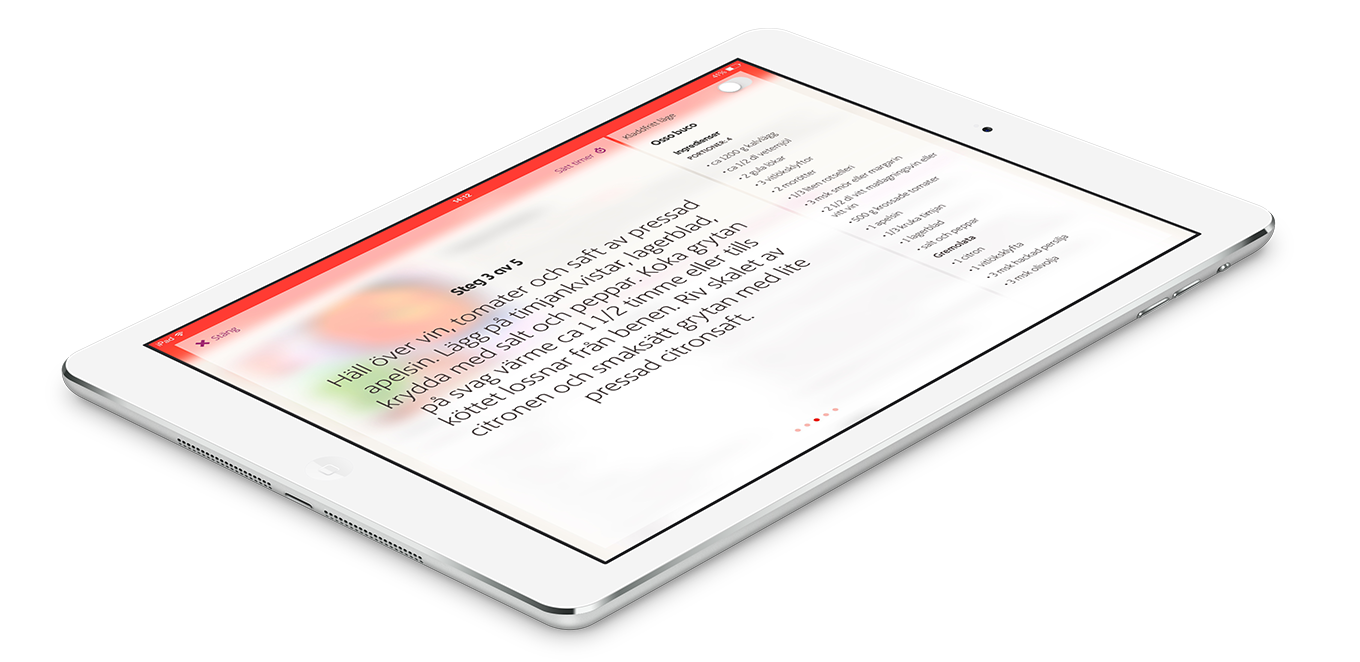 iPad
14:12
41%
Stäng
Sätt timer
Steg 3 av 5
Häll över vin, tomater och saft av pressad
apelsin. Lägg på timjankvistar lagerblad,
krydda med salt och peppar. Koka grytan
på svag värme ca 1 1/2 timme eller tills
köttet lossnar från benen. Riv skalet av
citronen och smaksätt grytan med lite
pressad citronsaft.
Kladdfritt läge
Osso buco
Ingredienser
PORTIONER: 4
• ca 1200 g kalvlägg
• ca 1/2 dl vetemjöl
• 2 gula lökar
• 3 vitlöksklyftor
• 2 morötter
• 1/3 liten rotselleri
• 3 msk smör eller margarin
• 2 1/2 dl vitt matlagningsvin eller
vitt vin
• 500 g krossade tomater
• 1 apelsin
• 1/3 kruka timjan
• 1 lagerblad
• salt och peppar
Gremolata
• 1 citron
• 1 vitlöksklyfta
• 3 msk hackad persilja
• 3 msk olivolja